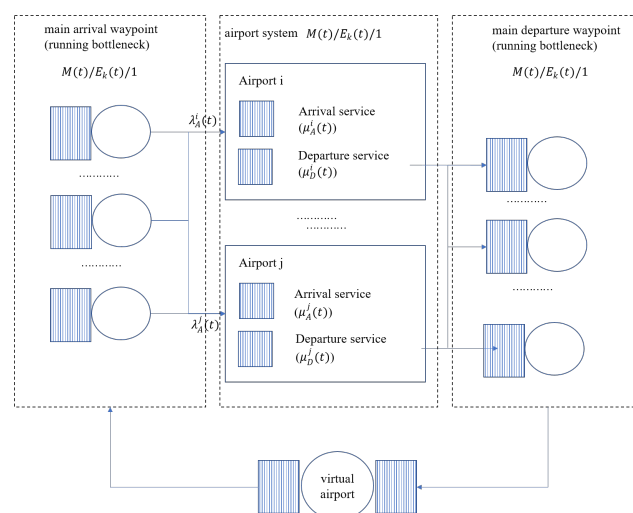 main arrival waypoint
(running bottleneck)
M(t)/E_k(t)/1
λ_A^i(t)
…………
…………
λ_A^j(t)
airport system M(t)/E_k(t)/1
Airport i
Arrival service
(μ_A^i(t))
Departure service
(μ_D^i(t))
…………
…………
Airport j
Arrival service
(μ_A^j(t))
Departure service
(μ_D^j(t))
main departure waypoint
(running bottleneck)
M(t)/E_k(t)/1
…………
…………
virtual
airport